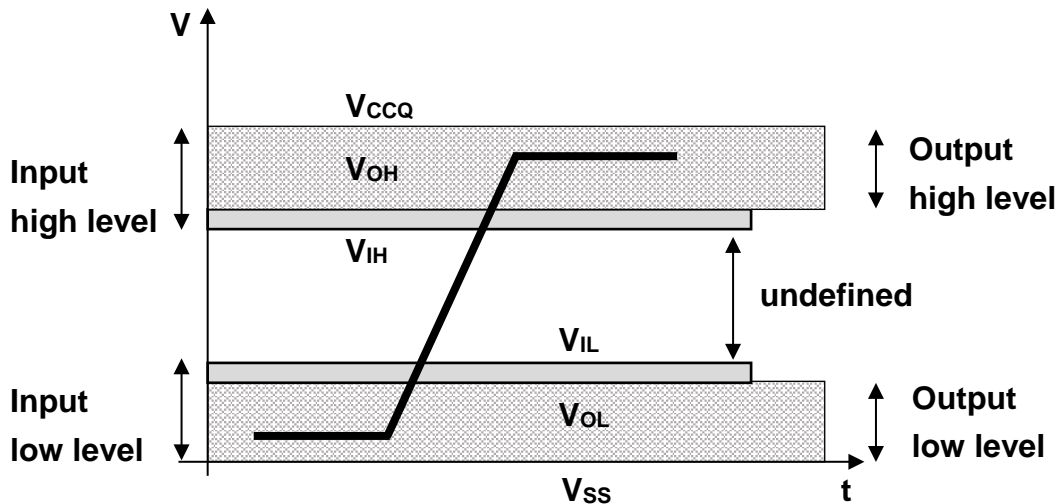 V
VCCQ
Input
high level
VOH
Output
high level
VIH
undefined
VIL
Input
low level
VOL
Output
low level
VSS
t